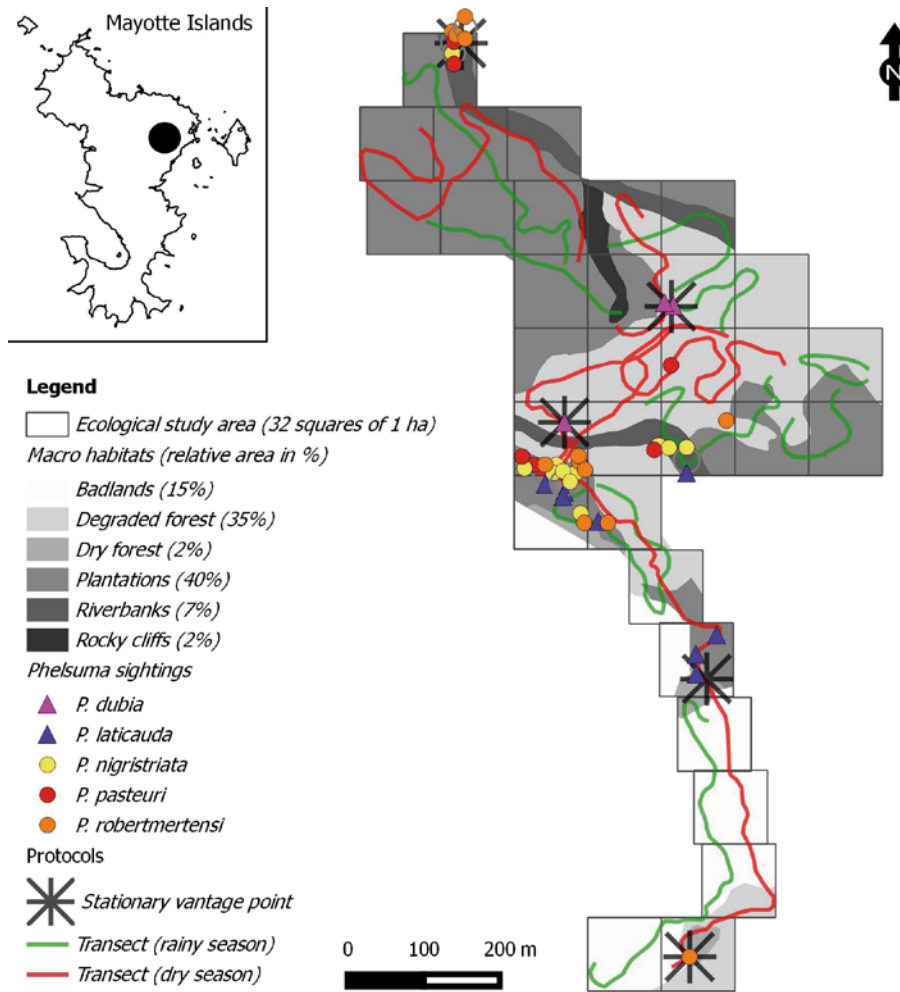 Mayotte Islands
N
Legend
Ecological study area (32 squares of 1 ha)
Macro habitats (relative area in %)
Badlands (15%)
Degraded forest (35%)
Dry forest (2%)
Plantations (40%)
Riverbanks (7%)
Rocky cliffs (2%)
Phelsuma sightings
P. dubia
P. laticauda
P. nigristriata
P. pasteuri
P. robertmertensi
Protocols
Stationary vantage point
Transect (rainy season)
Transect (dry season)
0 100 200 m